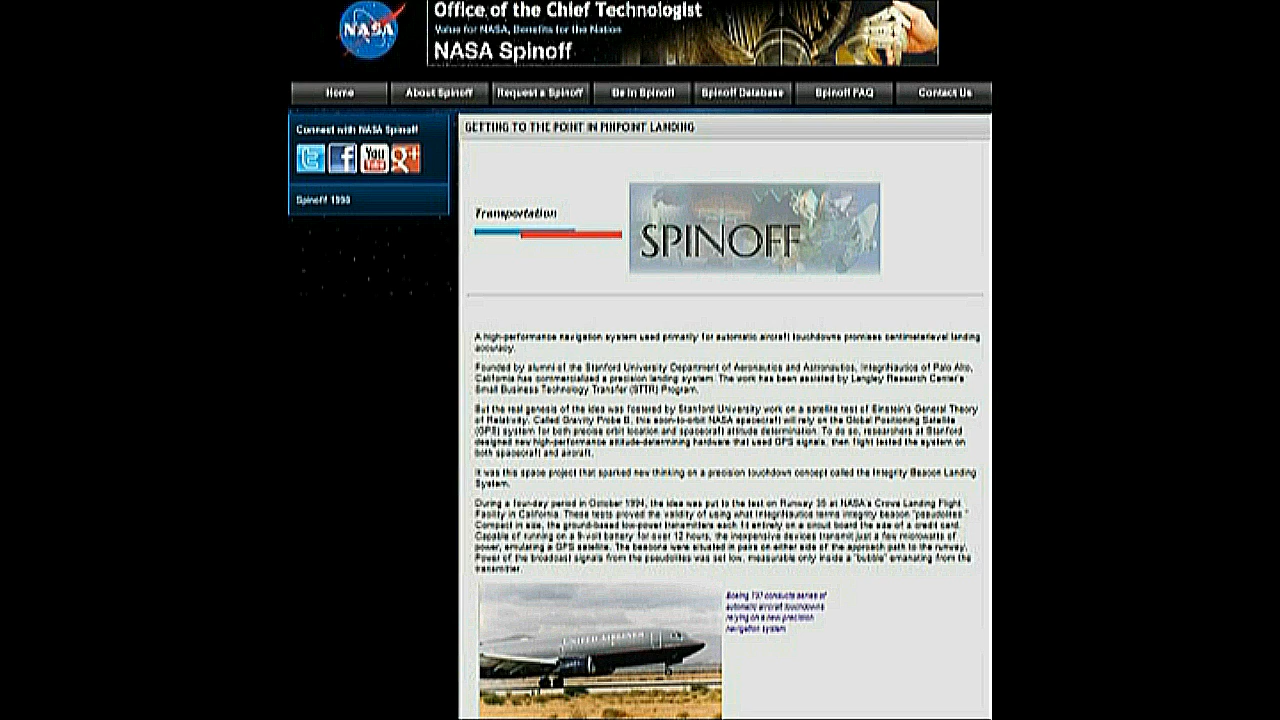 NASA
Office of the Chief Technologist
Value for NASA, Benefits for the Nation
NASA Spinoff
Home About Spinoff Request a Spinoff Be In Spinoff Spinoff Database Spinoff FAQ Contact Us
Connect with NASA Spinoff
You
Tube
g+
Spinoff 1998
GETTING TO THE POINT IN PINPOINT LANDING
Transportation
SPINOFF
A high-performance navigation system used primarily for automatic aircraft touchdowns promises centimeter-level landing
accuracy.
Founded by alumni of the Stanford University Department of Aeronautics and Astronautics, IntegriNautics of Palo Alto,
California has commercialized a precision landing system. The work has been assisted by Langley Research Center's
Small Business Technology Transfer (STTR) Program.
But the real genesis of the idea was fostered by Stanford University work on a satellite test of Einstein's General Theory
of Relativity. Called Gravity Probe B, this soon-to-orbit NASA spacecraft will rely on the Global Positioning Satellite
(GPS) system for both precise orbit location and spacecraft attitude determination. To do so, researchers at Stanford
designed new high-performance attitude-determining hardware that used GPS signals, then flight tested the system on
both spacecraft and aircraft.
It was this space project that sparked new thinking on a precision touchdown concept called the Integrity Beacon Landing
System.
During a four-day period in October 1994, the idea was put to the test on Runway 35 at NASA's Crows Landing Flight
Facility in California. These tests proved the validity of using what IntegriNautics terms integrity beacon "pseudolites."
Compact in size, the ground-based low-power transmitters each fit entirely on a circuit board the size of a credit card.
Capable of running on a 9-volt battery for over 12 hours, the inexpensive devices transmit just a few microwatts of
power, emulating a GPS satellite. The beacons were situated in pairs on either side of the approach path to the runway.
Power of the broadcast signals from the pseudolites was set low, measurable only inside a "bubble" emanating from the
transmitter.
UNITED AIRLINES
Boeing 737 conducts series of
automatic aircraft touchdowns
relying on a new precision
navigation system